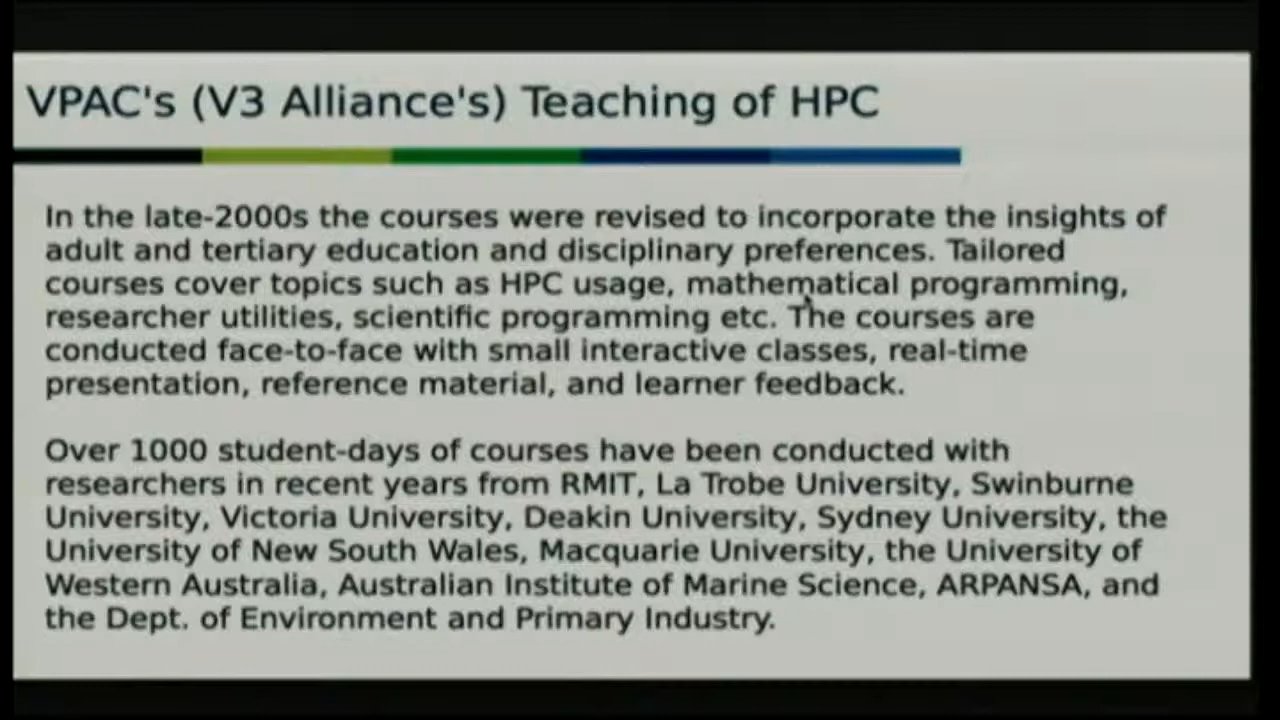 VPAC's (V3 Alliance's) Teaching of HPC
In the late-2000s the courses were revised to incorporate the insights of
adult and tertiary education and disciplinary preferences. Tailored
courses cover topics such as HPC usage, mathematical programming,
researcher utilities, scientific programming etc. The courses are
conducted face-to-face with small interactive classes, real-time
presentation, reference material, and learner feedback.
Over 1000 student-days of courses have been conducted with
researchers in recent years from RMIT, La Trobe University, Swinburne
University, Victoria University, Deakin University, Sydney University, the
University of New South Wales, Macquarie University, the University of
Western Australia, Australian Institute of Marine Science, ARPANSA, and
the Dept. of Environment and Primary Industry.